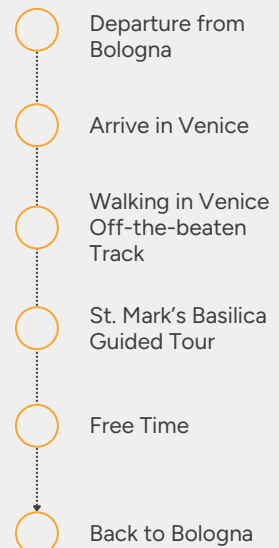 Departure from
Bologna
Arrive in Venice
Walking in Venice
Off-the-beaten
Track
St. Mark’s Basilica
Guided Tour
Free Time
Back to Bologna